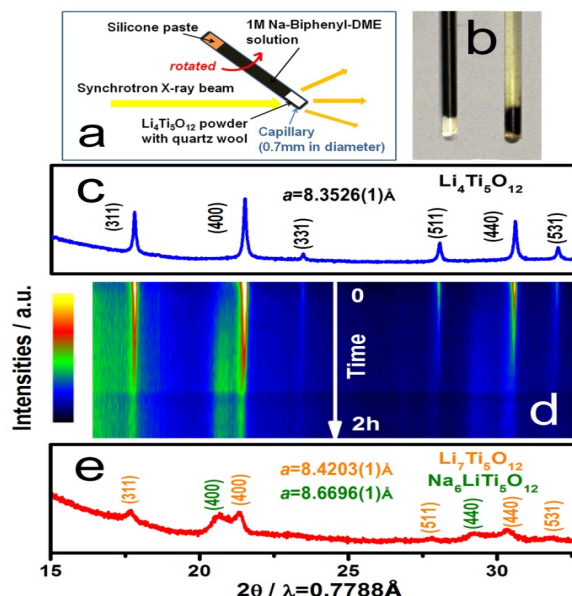 Silicone paste
1M Na-Biphenyl-DME
solution
rotated
Synchrotron X-ray beam
Li4Ti5O12 powder
with quartz wool
Capillary
(0.7mm in diameter)
a
b
c
a=8.3526(1)Å
Li4Ti5O12
(311)
(400)
(331)
(511)
(440)
(531)
Intensities / a.u.
0
Time
2h
d
e
a=8.4203(1)Å
Li7Ti5O12
a=8.6696(1)Å
Na6LiTi5O12
(311)
(400)
(400)
(511)
(440)
(440)
(531)
15
20
25
30
2θ / λ=0.7788Å